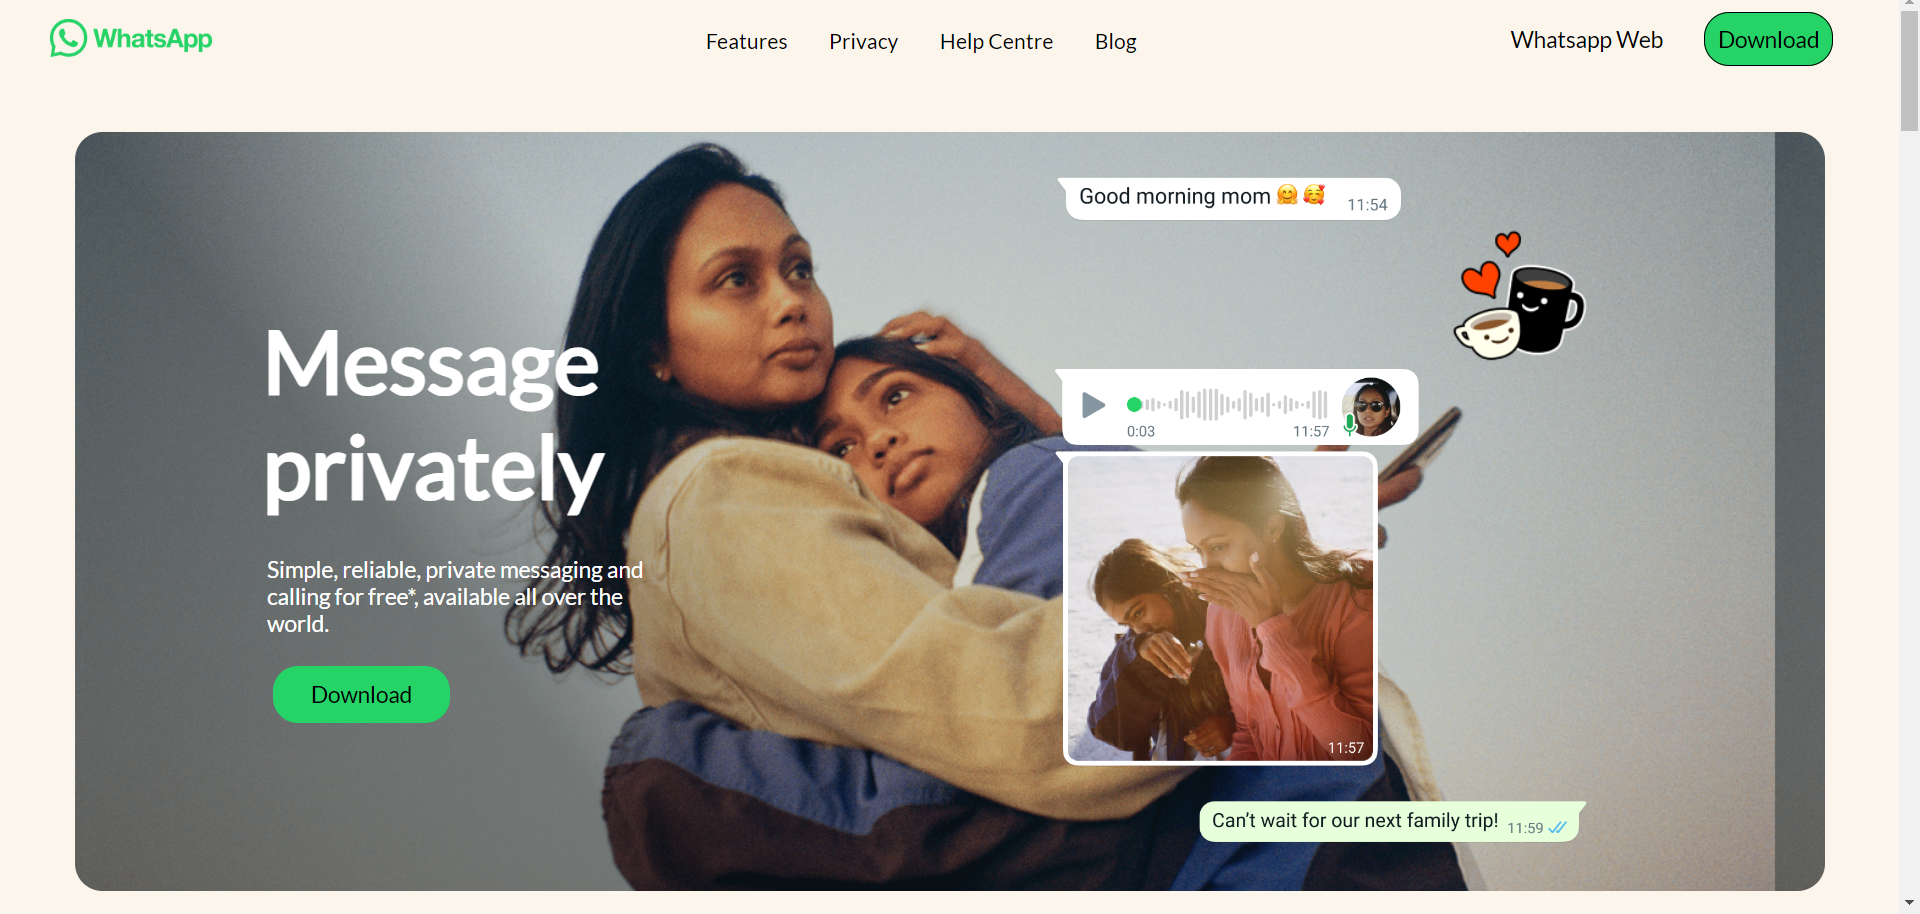 WhatsApp
Features
Privacy
Help Centre
Blog
Whatsapp Web
Download
Good morning mom 🤗 🥰 11:54
Message
privately
0:03 11:57
Simple, reliable, private messaging and
calling for free*, available all over the
world.
Download
11:57
Can't wait for our next family trip! 11:59